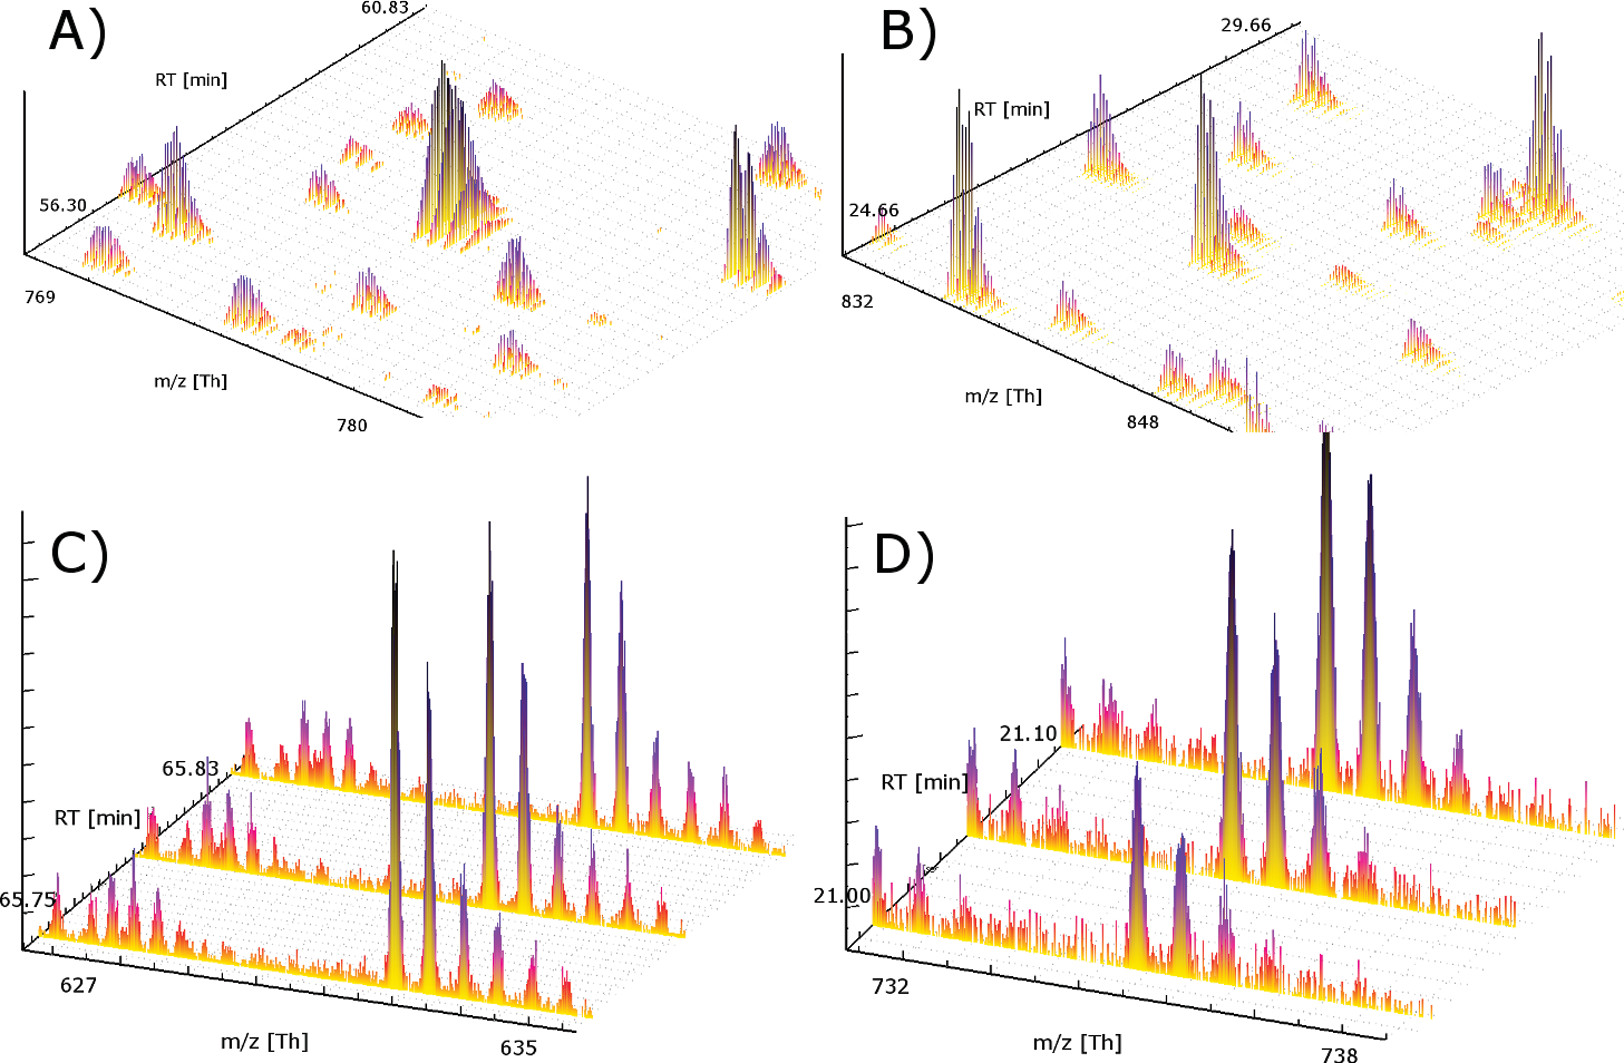 A)
60.83
RT [min]
56.30
769
m/z [Th]
780
B)
29.66
RT [min]
24.66
832
m/z [Th]
848
C)
65.83
RT [min]
65.75
627
m/z [Th]
635
D)
21.10
RT [min]
21.00
732
m/z [Th]
738